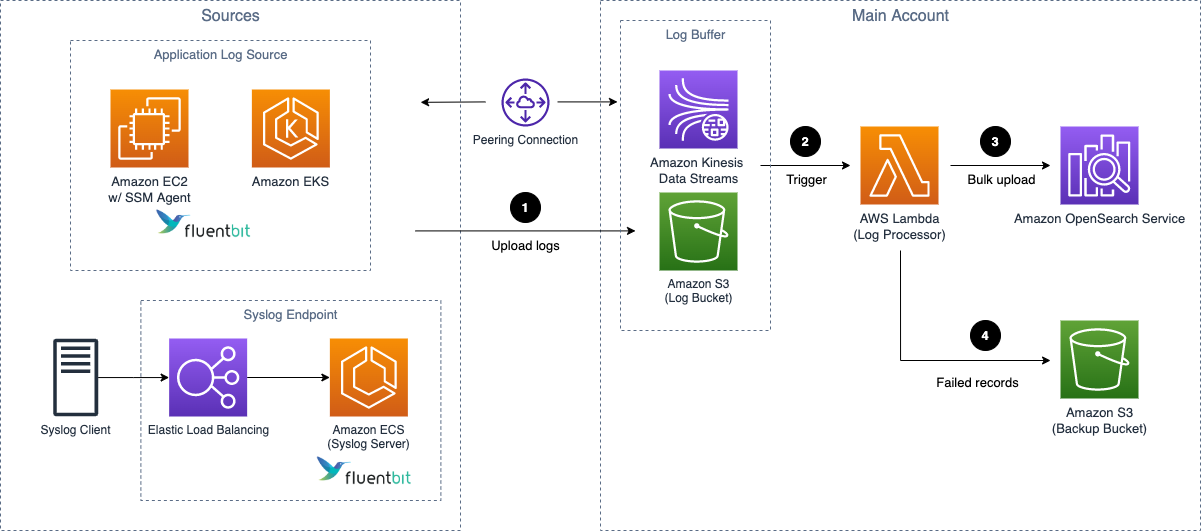 Sources
Main Account
Application Log Source
Log Buffer
K
Amazon EC2
w/ SSM Agent
Amazon EKS
fluentbit
Peering Connection
Amazon Kinesis
Data Streams
1
Upload logs
Amazon S3
(Log Bucket)
2
Trigger
AWS Lambda
(Log Processor)
3
Bulk upload
Amazon OpenSearch Service
4
Failed records
Amazon S3
(Backup Bucket)
Syslog Endpoint
Syslog Client
Elastic Load Balancing
Amazon ECS
(Syslog Server)
fluentbit